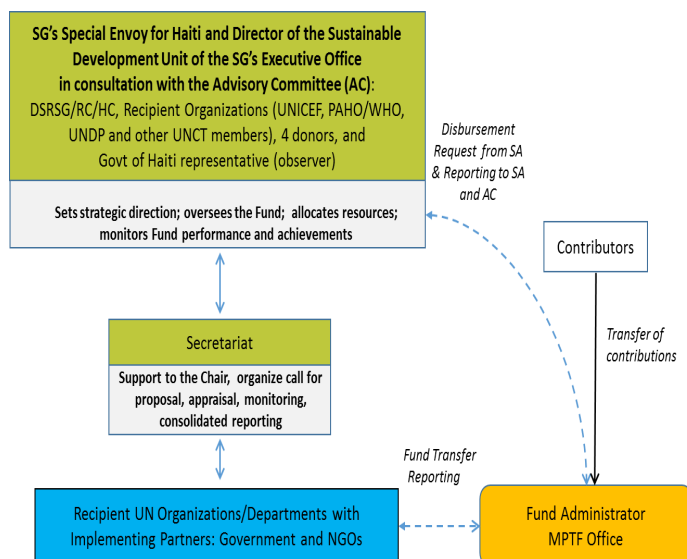 SG's Special Envoy for Haiti and Director of the Sustainable
Development Unit of the SG's Executive Office
in consultation with the Advisory Committee (AC):
DSRSG/RC/HC, Recipient Organizations (UNICEF, PAHO/WHO,
UNDP and other UNCT members), 4 donors, and
Govt of Haiti representative (observer)
Sets strategic direction; oversees the Fund; allocates resources;
monitors Fund performance and achievements
Disbursement
Request from SA
& Reporting to SA
and AC
Contributors
Transfer of
contributions
Secretariat
Support to the Chair, organize call for
proposal, appraisal, monitoring,
consolidated reporting
Fund Transfer
Reporting
Recipient UN Organizations/Departments with
Implementing Partners: Government and NGOs
Fund Administrator
MPTF Office